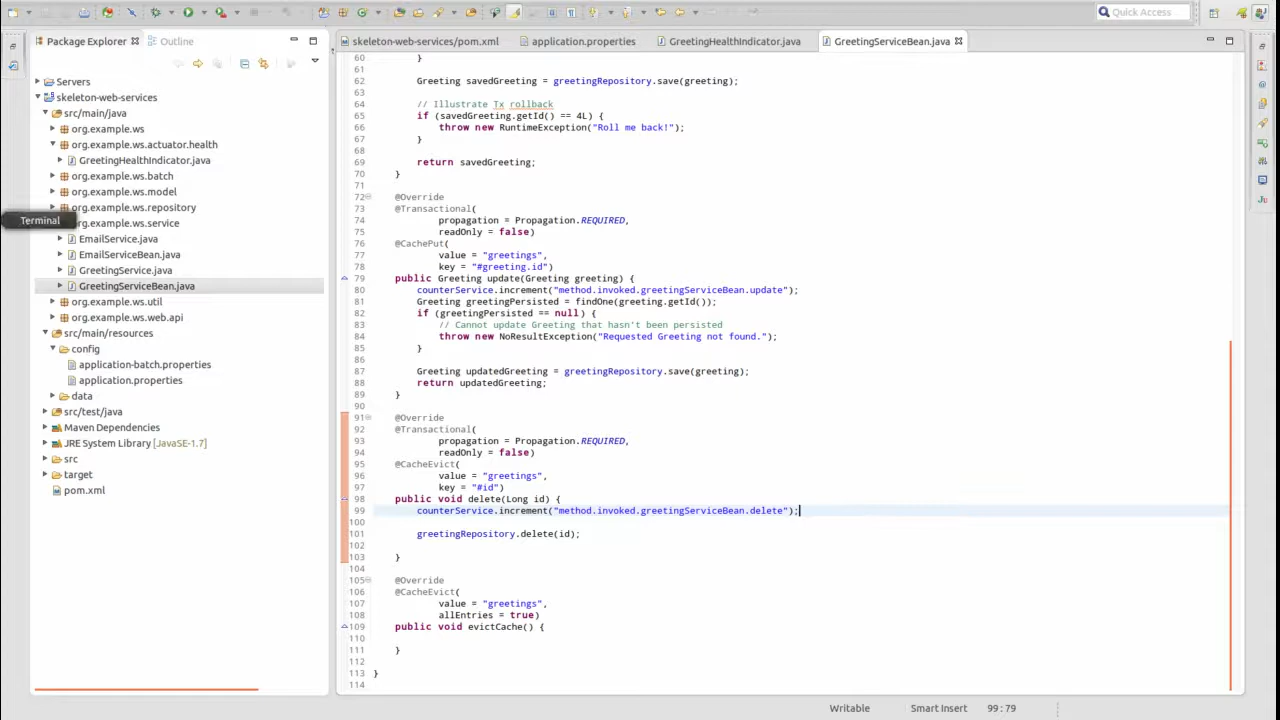 Quick Access
Package Explorer
Outline
skeleton-web-services/pom.xml
application.properties
GreetingHealthIndicator.java
GreetingServiceBean.java
Servers
skeleton-web-services
src/main/java
org.example.ws
org.example.ws.actuator.health
GreetingHealthIndicator.java
org.example.ws.batch
org.example.ws.model
org.example.ws.repository
Terminal
rg.example.ws.service
EmailService.java
EmailServiceBean.java
GreetingService.java
GreetingServiceBean.java
org.example.ws.util
org.example.ws.web.api
src/main/resources
config
application-batch.properties
application.properties
data
src/test/java
Maven Dependencies
JRE System Library [JavaSE-1.7]
src
target
pom.xml
60 }
61
62 Greeting savedGreeting = greetingRepository.save(greeting);
63
64 // Illustrate Tx rollback
65 if (savedGreeting.getId() == 4L) {
66 throw new RuntimeException("Roll me back!");
67 }
68
69 return savedGreeting;
70 }
71
72 @Override
73 @Transactional(
74 propagation = Propagation.REQUIRED,
75 readOnly = false)
76 @CachePut(
77 value = "greetings",
78 key = "#greeting.id")
79 public Greeting update(Greeting greeting) {
80 counterService.increment("method.invoked.greetingServiceBean.update");
81 Greeting greetingPersisted = findOne(greeting.getId());
82 if (greetingPersisted == null) {
83 // Cannot update Greeting that hasn't been persisted
84 throw new NoResultException("Requested Greeting not found.");
85 }
86
87 Greeting updatedGreeting = greetingRepository.save(greeting);
88 return updatedGreeting;
89 }
90
91 @Override
92 @Transactional(
93 propagation = Propagation.REQUIRED,
94 readOnly = false)
95 @CacheEvict(
96 value = "greetings",
97 key = "#id")
98 public void delete(Long id) {
99 counterService.increment("method.invoked.greetingServiceBean.delete");
100
101 greetingRepository.delete(id);
102
103 }
104
105 @Override
106 @CacheEvict(
107 value = "greetings",
108 allEntries = true)
109 public void evictCache() {
110
111 }
112
113 }
114
Writable
Smart Insert
99 : 79